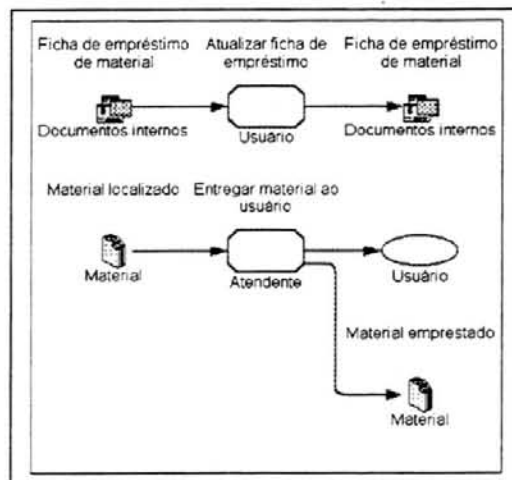 Ficha de empréstimo
de material
Atualizar ficha de
empréstimo
Ficha de empréstimo
de material
Documentos internos
Usuário
Documentos internos
Material localizado
Entregar material ao
usuário
Material
Atendente
Usuário
Material emprestado
Material